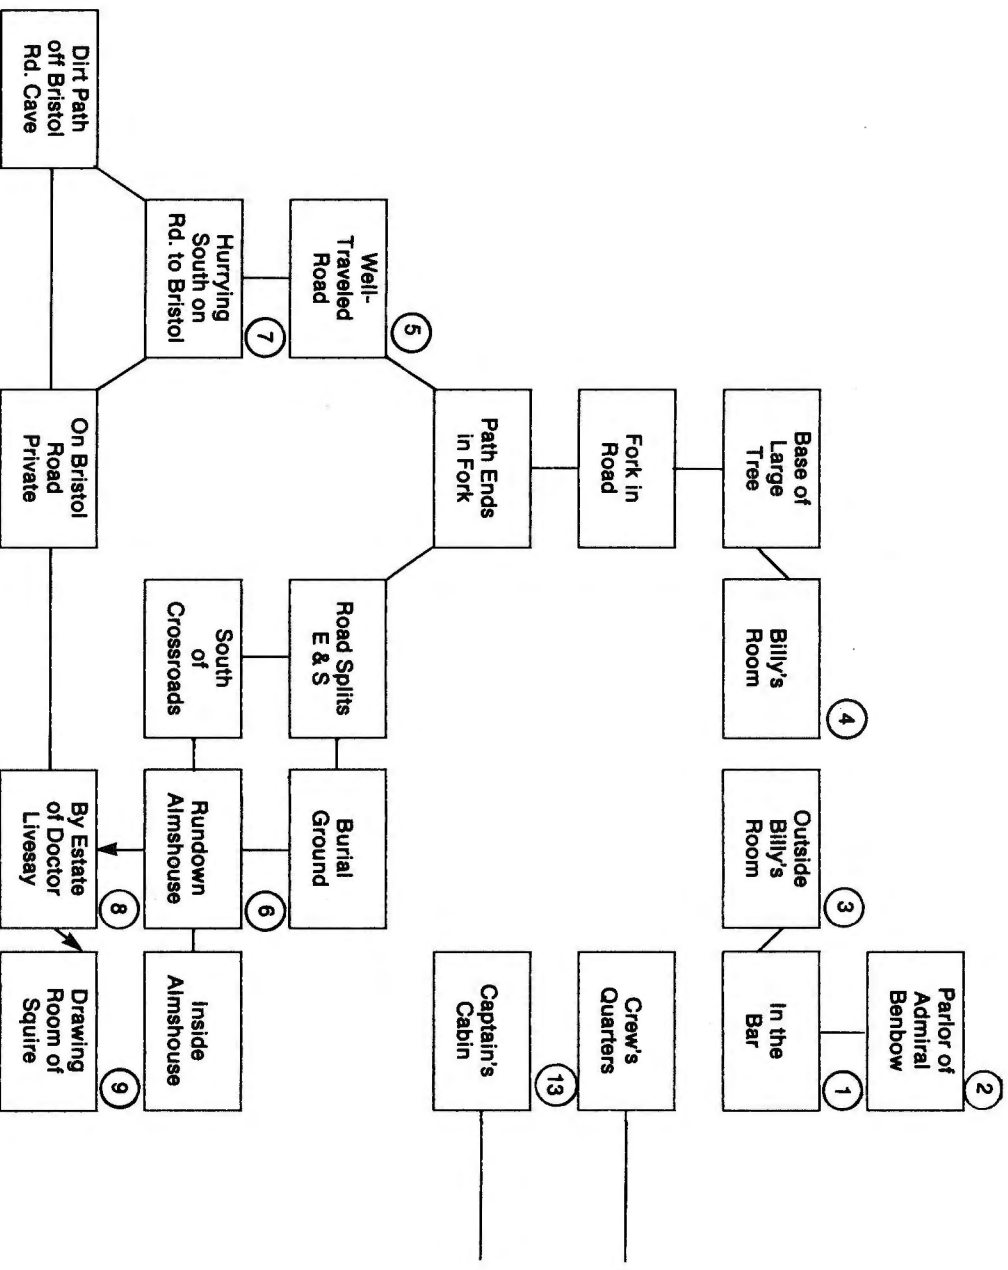 2
Parlor of
Admiral
Benbow
Base of
Large
Tree
4
Billy's
Room
3
Outside
Billy's
Room
1
In the
Bar
Fork in
Road
Crew's
Quarters
Path Ends
in Fork
13
Captain's
Cabin
5
Well-
Traveled
Road
Road Splits
E & S
Burial
Ground
7
Hurrying
South on
Rd. to Bristol
South
of
Crossroads
6
Rundown
Almshouse
Inside
Almshouse
Dirt Path
off Bristol
Rd. Cave
On Bristol
Road
Private
8
By Estate
of Doctor
Livesay
9
Drawing
Room of
Squire